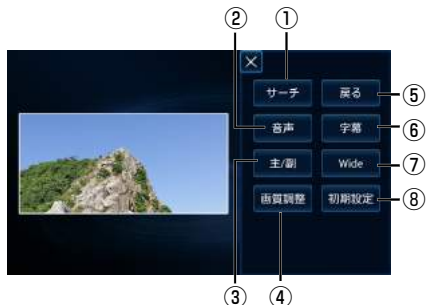 ② ①
×
サーチ 戻る ⑤
音声 字幕 ⑥
主/副 Wide ⑦
画質調整 初期設定 ⑧
③ ④